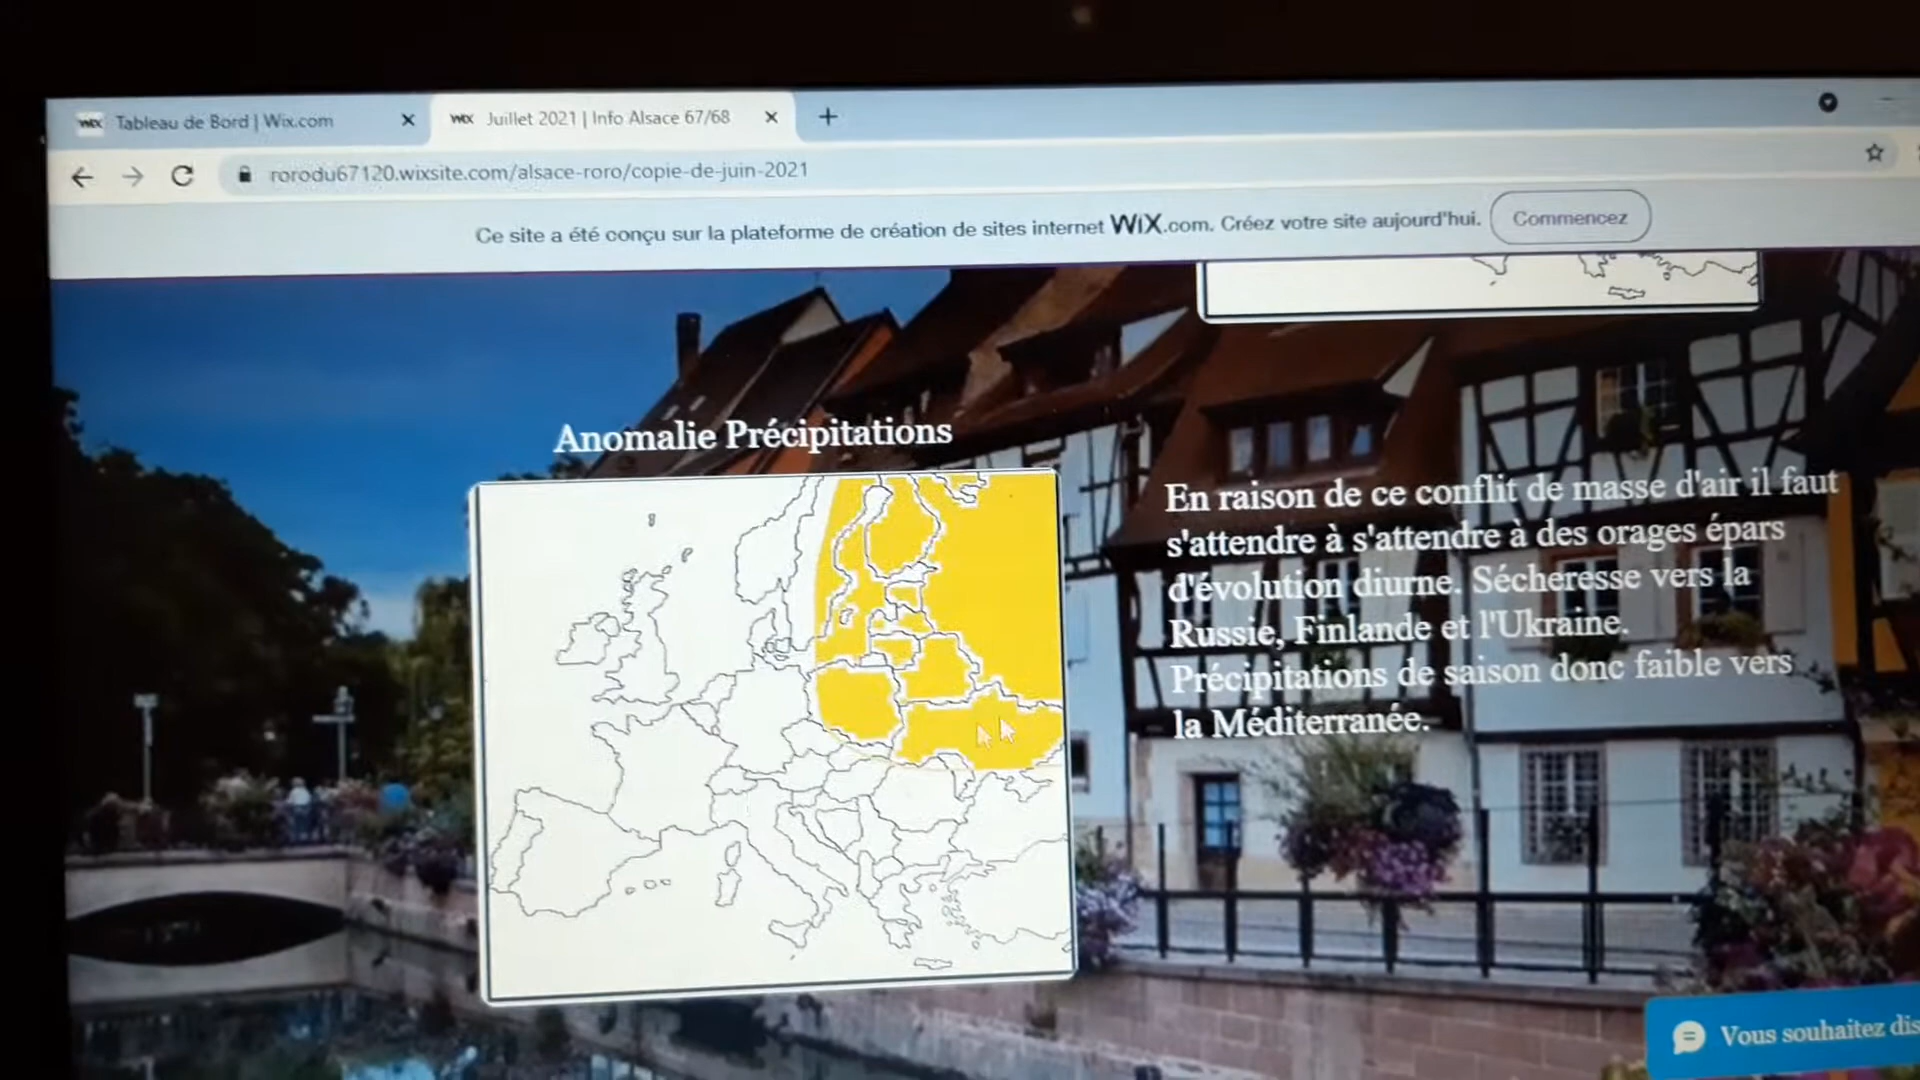 WiX Tableau de Bord | Wix.com
WiX Juillet 2021 | Info Alsace 67/68
rorodu67120.wixsite.com/alsace-roro/copie-de-juin-2021
Ce site a été conçu sur la plateforme de création de sites internet WiX.com. Créez votre site aujourd'hui. Commencez
Anomalie Précipitations
En raison de ce conflit de masse d'air il faut
s'attendre à s'attendre à des orages épars
d'évolution diurne. Sécheresse vers la
Russie, Finlande et l'Ukraine.
Précipitations de saison donc faible vers
la Méditerranée.
Vous souhaitez dis